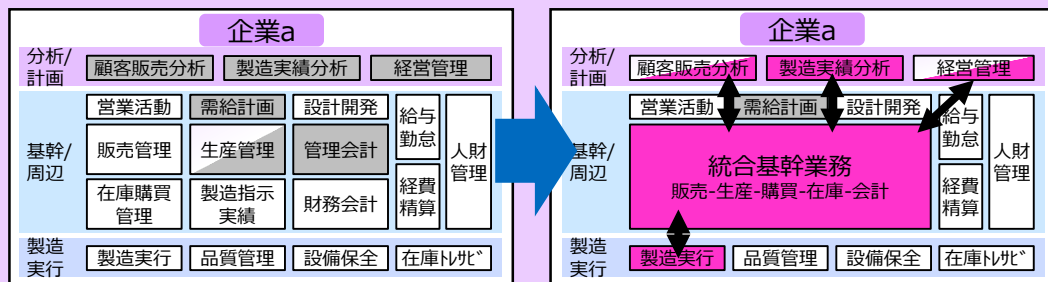 企業a
分析/
計画
顧客販売分析
製造実績分析
経営管理
基幹/
周辺
営業活動
需給計画
設計開発
給与
勤怠
人財
管理
販売管理
生産管理
管理会計
在庫購買
管理
製造指示
実績
財務会計
経費
精算
製造
実行
製造実行
品質管理
設備保全
在庫ﾄﾚｻﾋﾞ
企業a
分析/
計画
顧客販売分析
製造実績分析
経営管理
基幹/
周辺
営業活動
需給計画
設計開発
給与
勤怠
人財
管理
統合基幹業務
販売-生産-購買-在庫-会計
経費
精算
製造
実行
製造実行
品質管理
設備保全
在庫ﾄﾚｻﾋﾞ